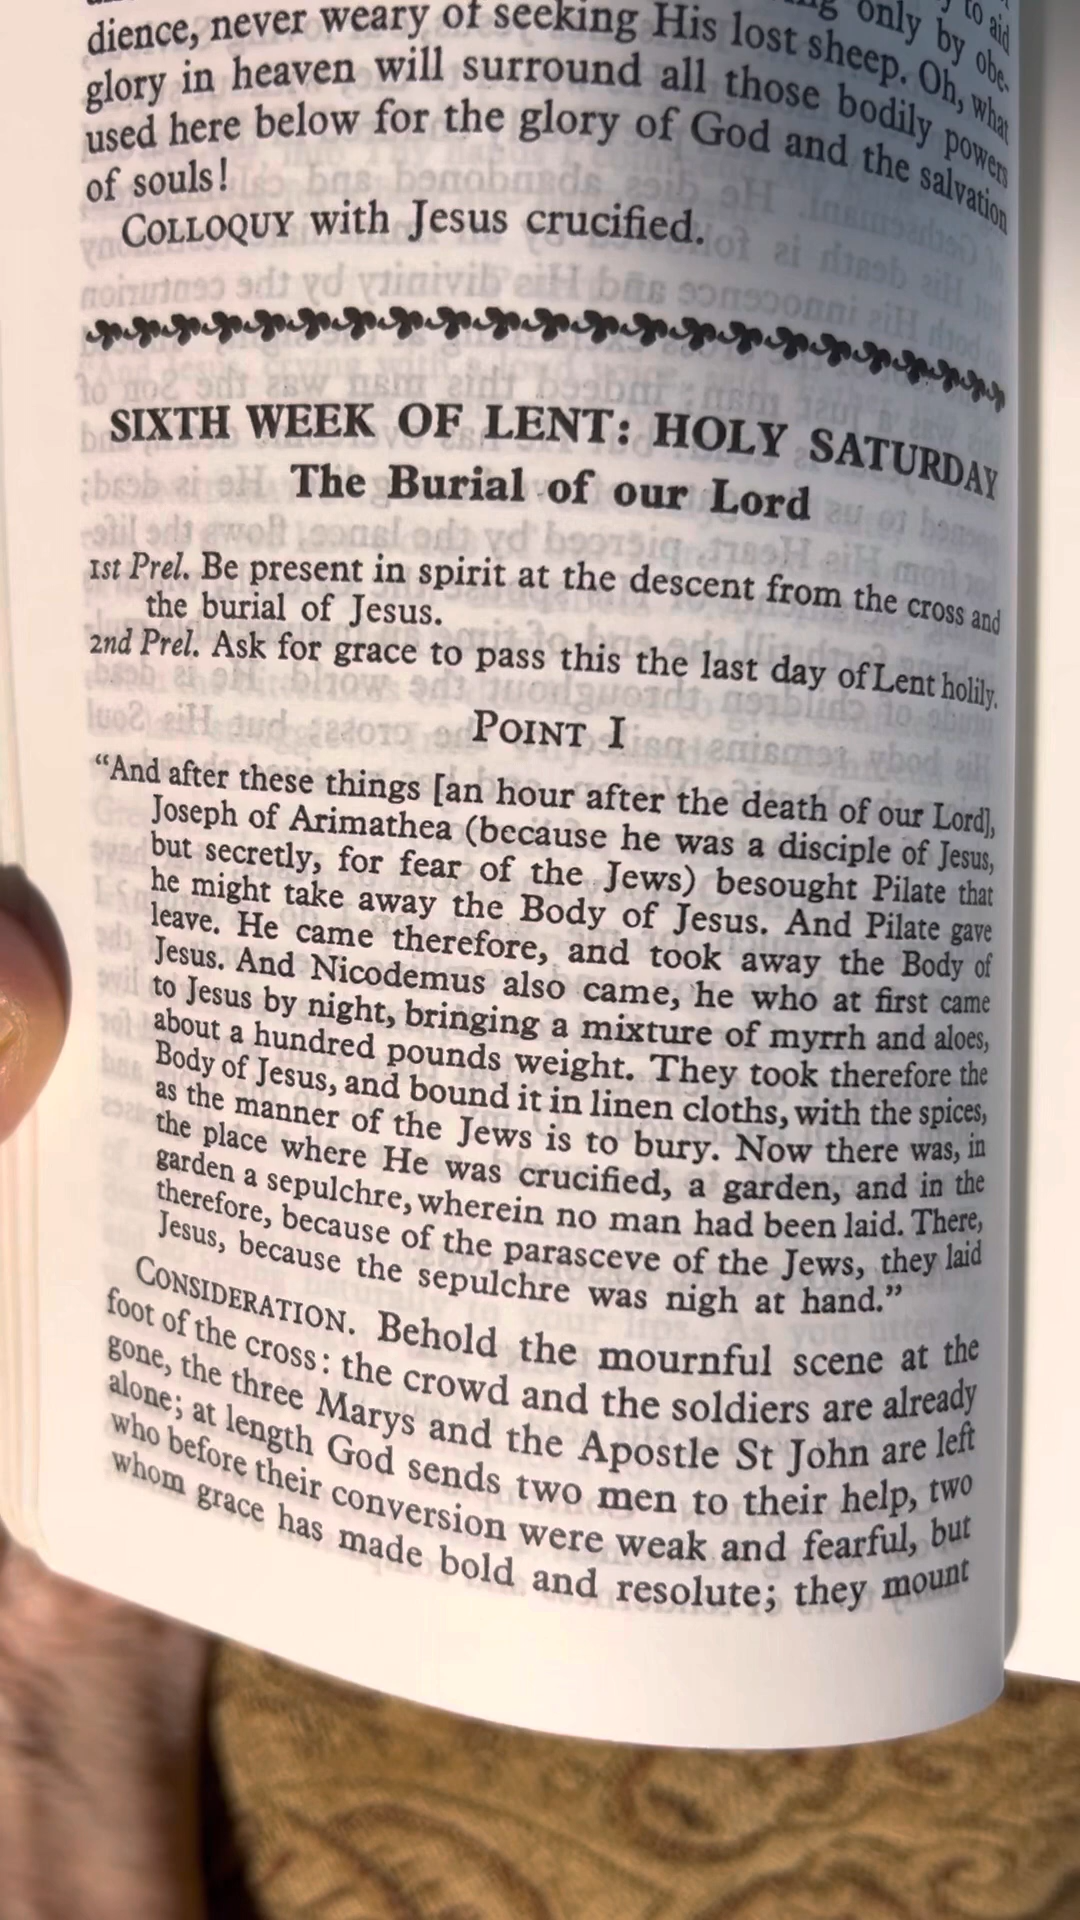 to aid
only by obe-
dience, never weary of seeking His lost sheep. Oh, what
glory in heaven will surround all those bodily powers
used here below for the glory of God and the salvation
of souls!
COLLOQUY with Jesus crucified.
SIXTH WEEK OF LENT: HOLY SATURDAY
The Burial of our Lord
1st Prel. Be present in spirit at the descent from the cross and
the burial of Jesus.
2nd Prel. Ask for grace to pass this the last day of Lent holily.
POINT I
“And after these things [an hour after the death of our Lord],
Joseph of Arimathea (because he was a disciple of Jesus,
but secretly, for fear of the Jews) besought Pilate that
he might take away the Body of Jesus. And Pilate gave
leave. He came therefore, and took away the Body of
Jesus. And Nicodemus also came, he who at first came
to Jesus by night, bringing a mixture of myrrh and aloes,
about a hundred pounds weight. They took therefore the
Body of Jesus, and bound it in linen cloths, with the spices,
as the manner of the Jews is to bury. Now there was, in
the place where He was crucified, a garden, and in the
garden a sepulchre, wherein no man had been laid. There,
therefore, because of the parasceve of the Jews, they laid
Jesus, because the sepulchre was nigh at hand.”
CONSIDERATION. Behold the mournful scene at the
foot of the cross: the crowd and the soldiers are already
gone, the three Marys and the Apostle St John are left
alone; at length God sends two men to their help, two
who before their conversion were weak and fearful, but
whom grace has made bold and resolute; they mount